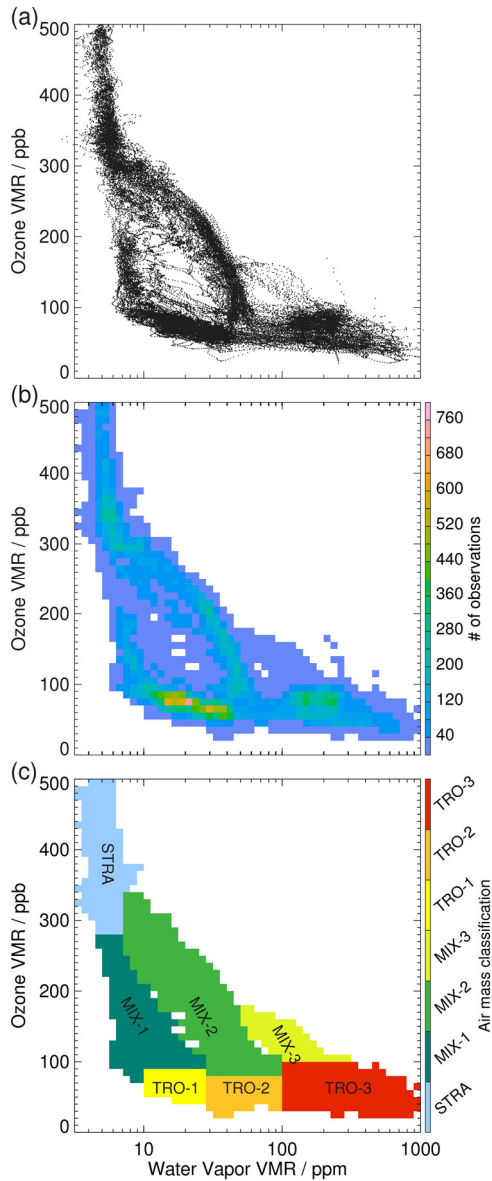 (a)
500
400
300
200
100
0
Ozone VMR / ppb
(b)
500
400
300
200
100
0
Ozone VMR / ppb
760
680
600
520
440
360
280
200
120
40
# of observations
(c)
500
400
300
200
100
0
Ozone VMR / ppb
STRA
MIX-1
MIX-2
MIX-3
TRO-1
TRO-2
TRO-3
TRO-3
TRO-2
TRO-1
MIX-3
MIX-2
MIX-1
STRA
Air mass classification
10
100
1000
Water Vapor VMR / ppm